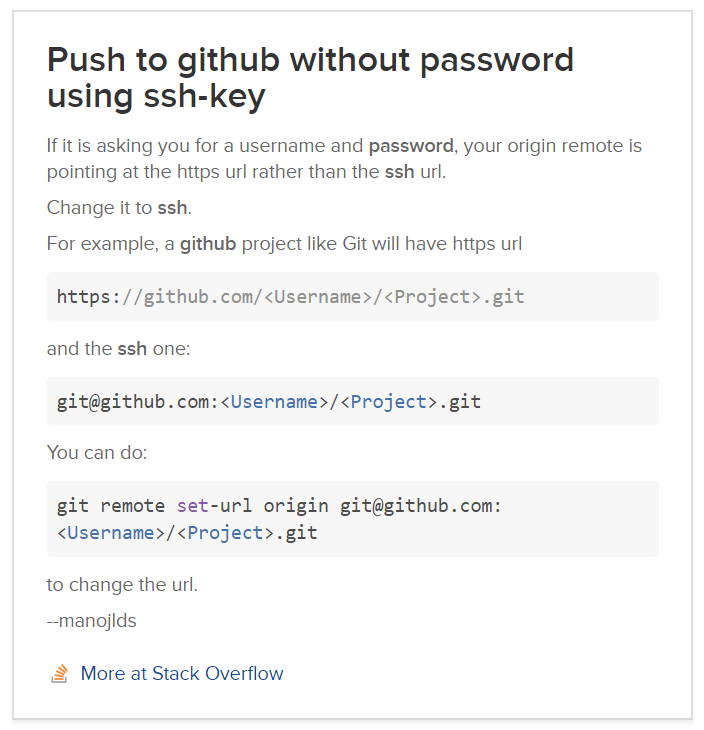 Push to github without password
using ssh-key
If it is asking you for a username and password, your origin remote is
pointing at the https url rather than the ssh url.
Change it to ssh.
For example, a github project like Git will have https url
https://github.com/<Username>/<Project>.git
and the ssh one:
git@github.com:<Username>/<Project>.git
You can do:
git remote set-url origin git@github.com:
<Username>/<Project>.git
to change the url.
--manojlds
More at Stack Overflow